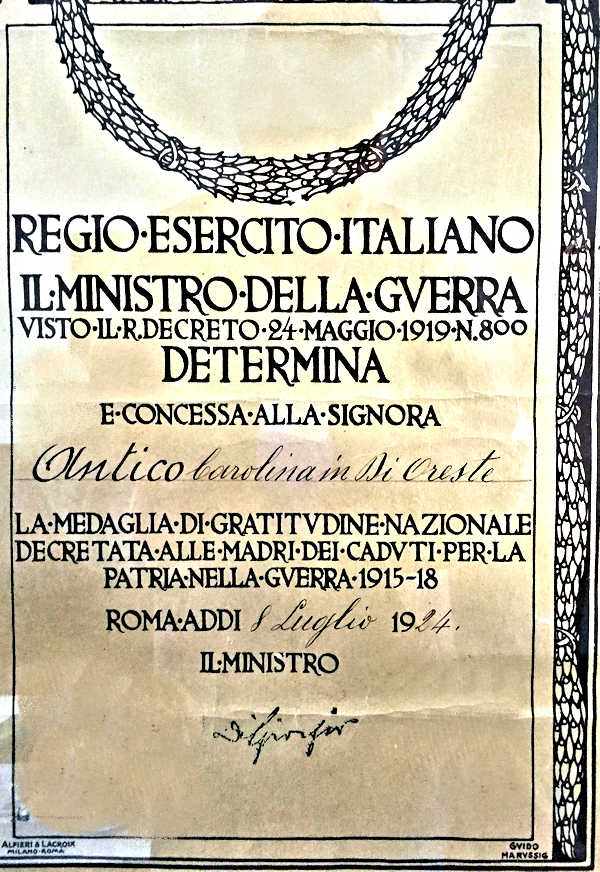 REGIO·ESERCITO·ITALIANO
IL·MINISTRO·DELLA·GVERRA
VISTO·IL·R.DECRETO·24·MAGGIO·1919·N.800
DETERMINA
E·CONCESSA·ALLA·SIGNORA
Antico Carolina in Di Oreste
LA·MEDAGLIA·DI·GRATITVDINE·NAZIONALE
DECRETATA·ALLE·MADRI·DEI·CADVTI·PER·LA
PATRIA·NELLA·GVERRA·1915-18
ROMA·ADDI 8 Luglio 1924.
IL·MINISTRO
ALFIERI & LACROIX
MILANO·ROMA
GVIDO
MARVSSIG